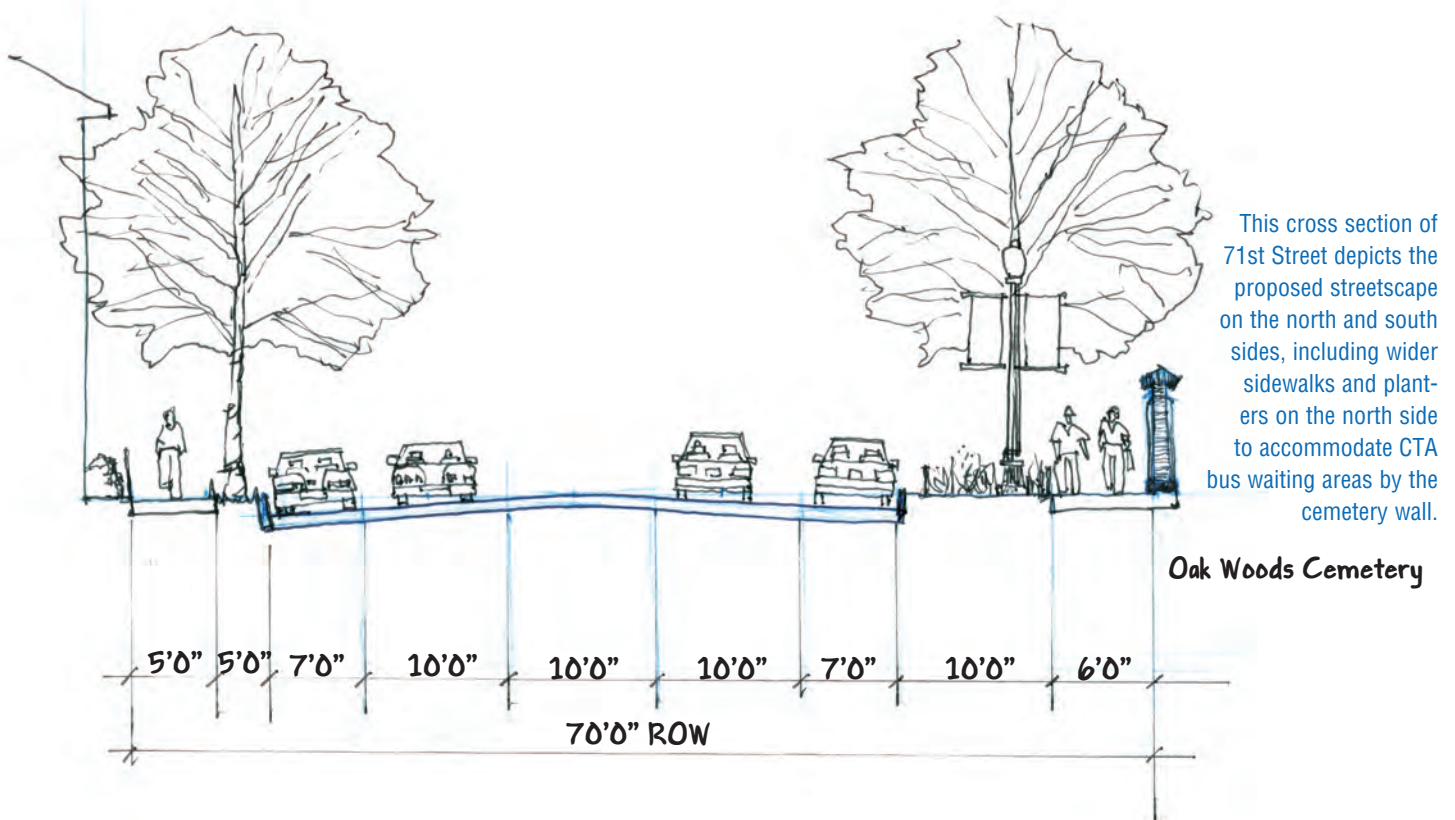 This cross section of
71st Street depicts the
proposed streetscape
on the north and south
sides, including wider
sidewalks and plant-
ers on the north side
to accommodate CTA
bus waiting areas by the
cemetery wall.
Oak Woods Cemetery
5'0" 5'0" 7'0" 10'0" 10'0" 10'0" 7'0" 10'0" 6'0"
70'0" ROW